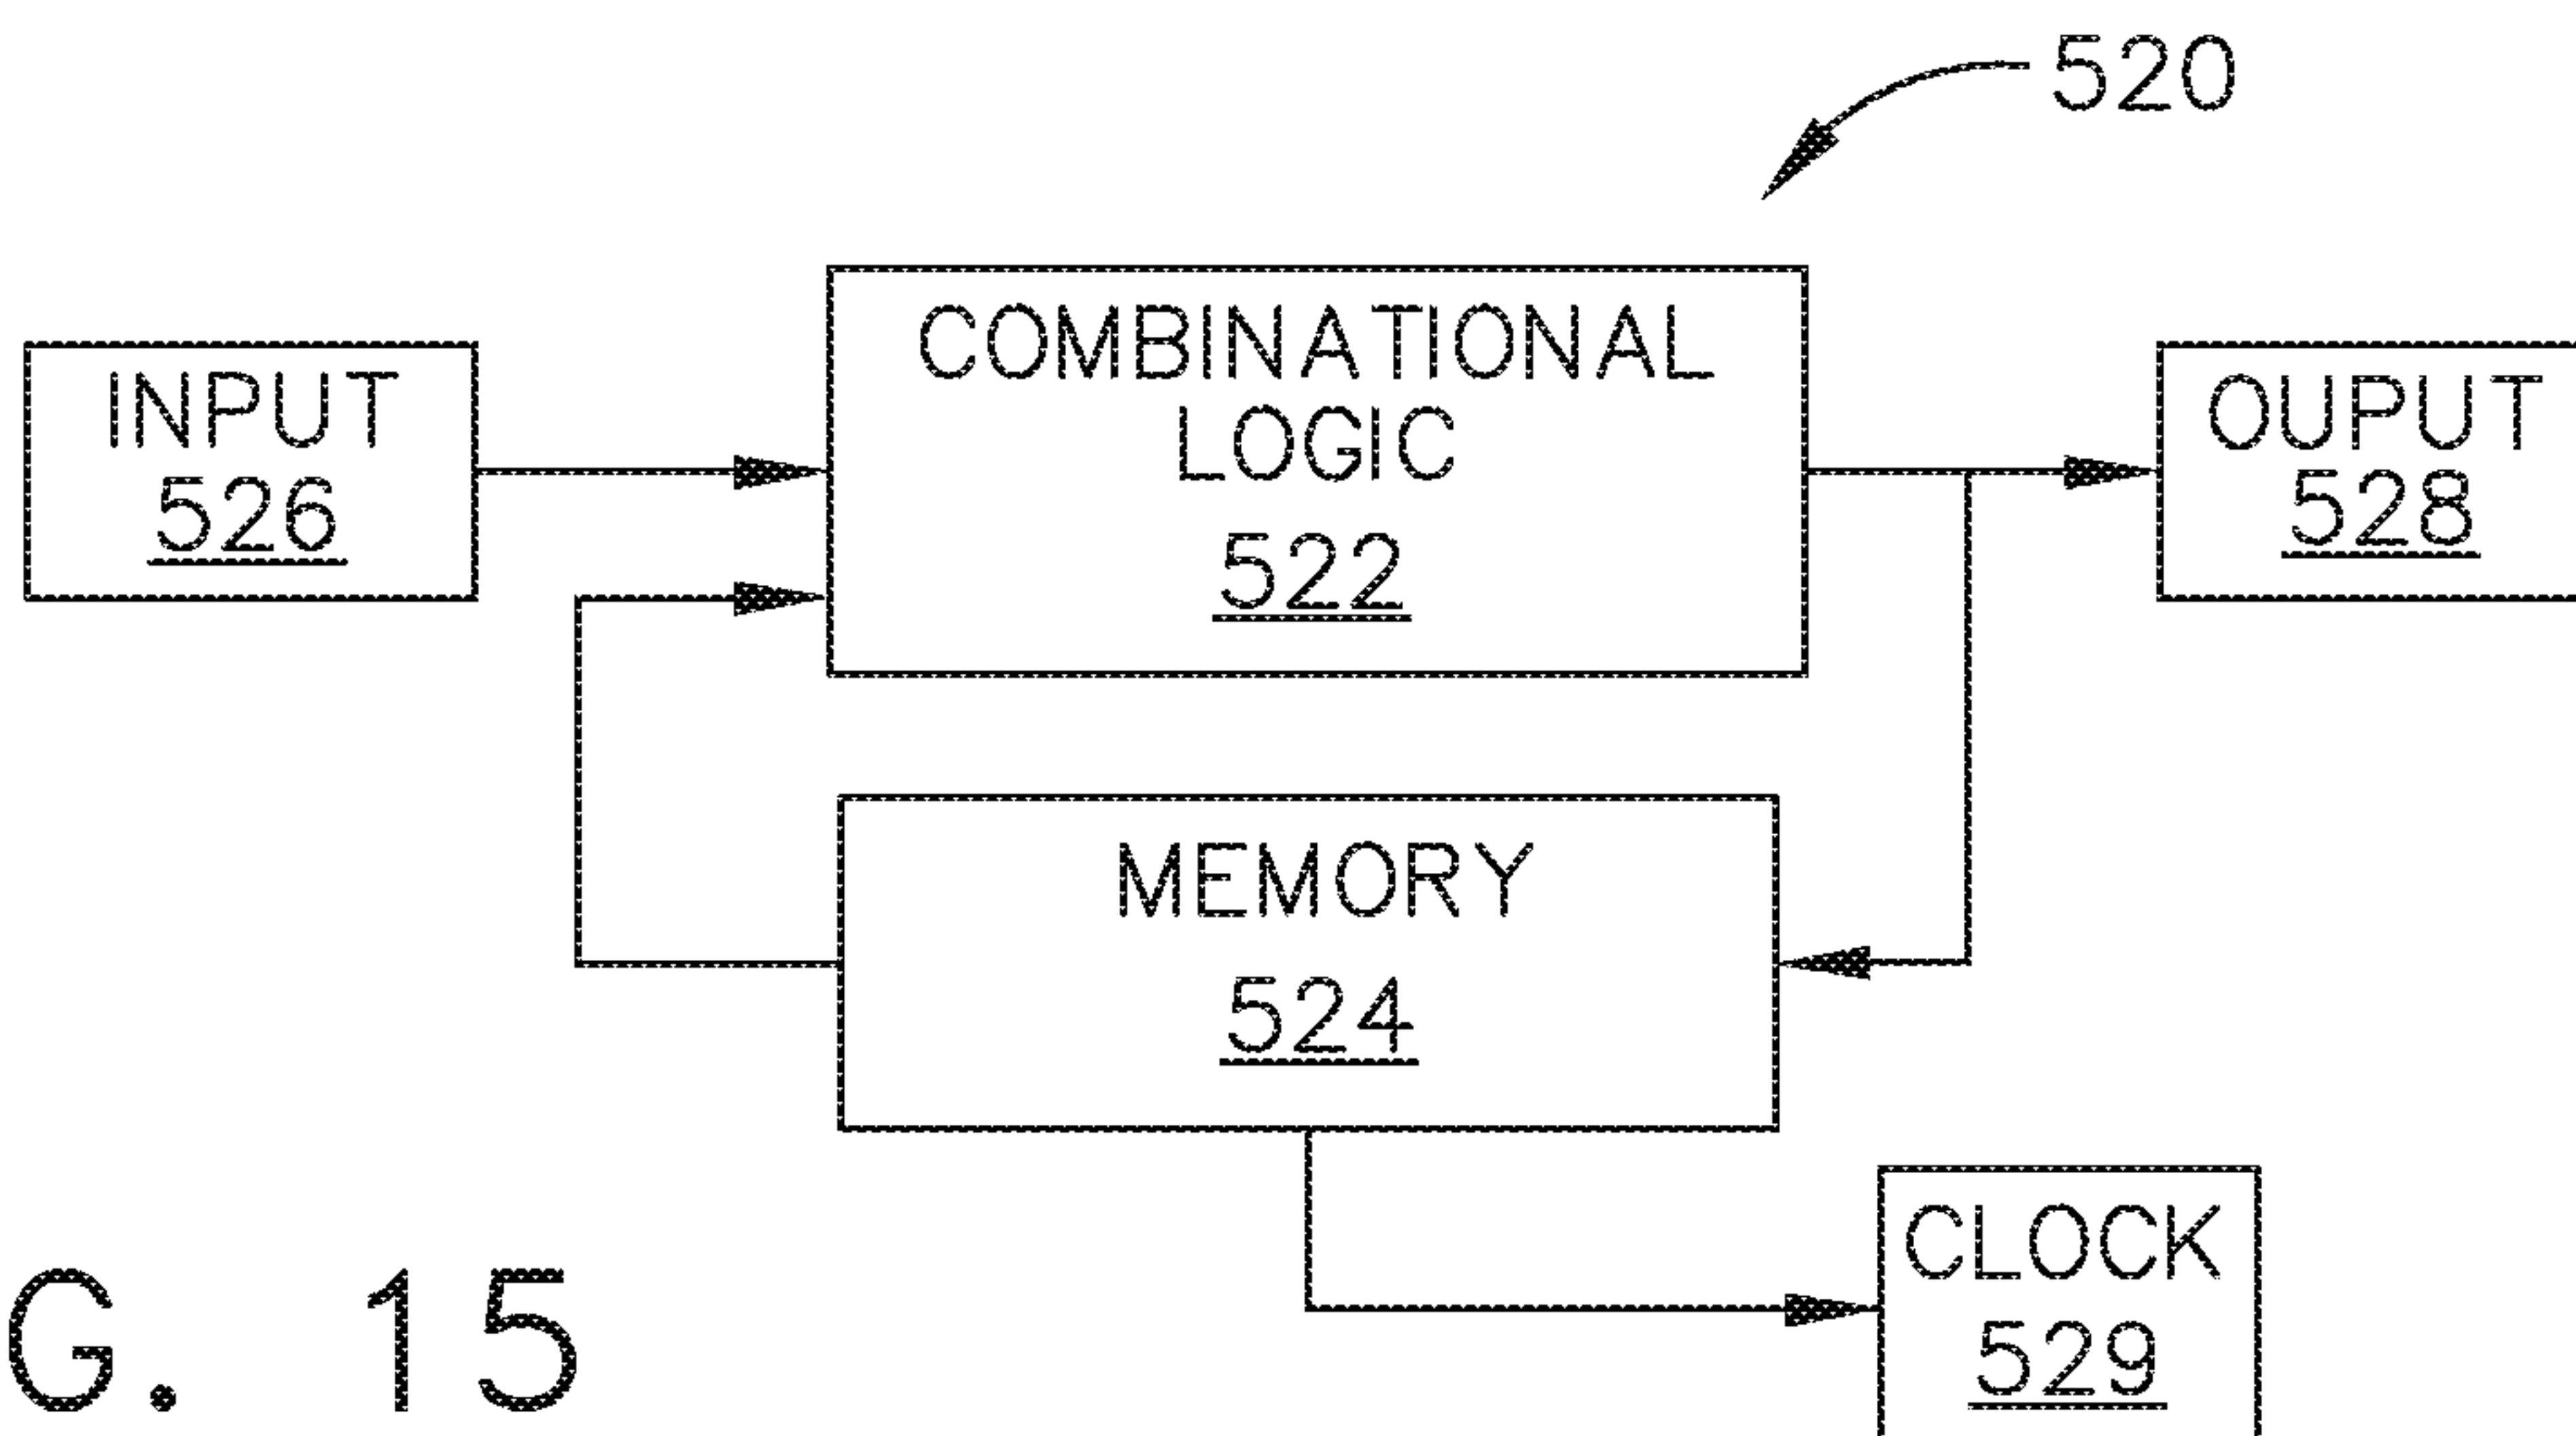 520
COMBINATIONAL
LOGIC
522
INPUT
526
OUPUT
528
MEMORY
524
CLOCK
529
G. 15